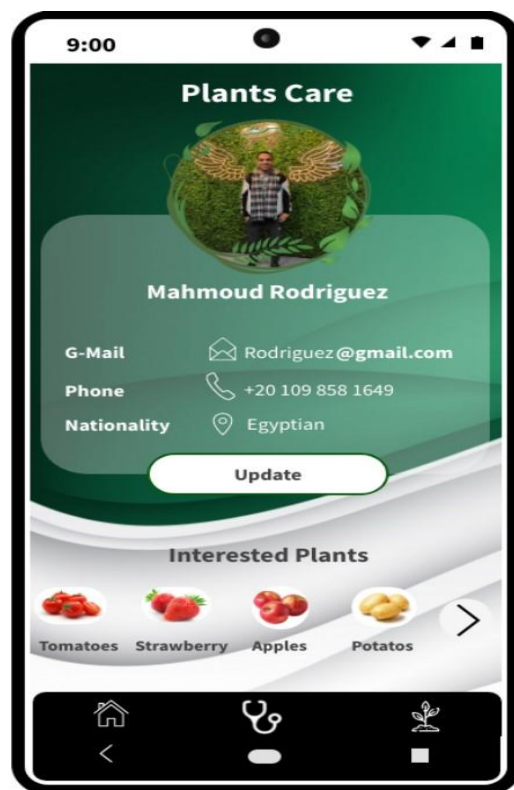 9:00
Plants Care
Mahmoud Rodriguez
G-Mail Rodriguez@gmail.com
Phone +20 109 858 1649
Nationality Egyptian
Update
Interested Plants
Tomatoes Strawberry Apples Potatos